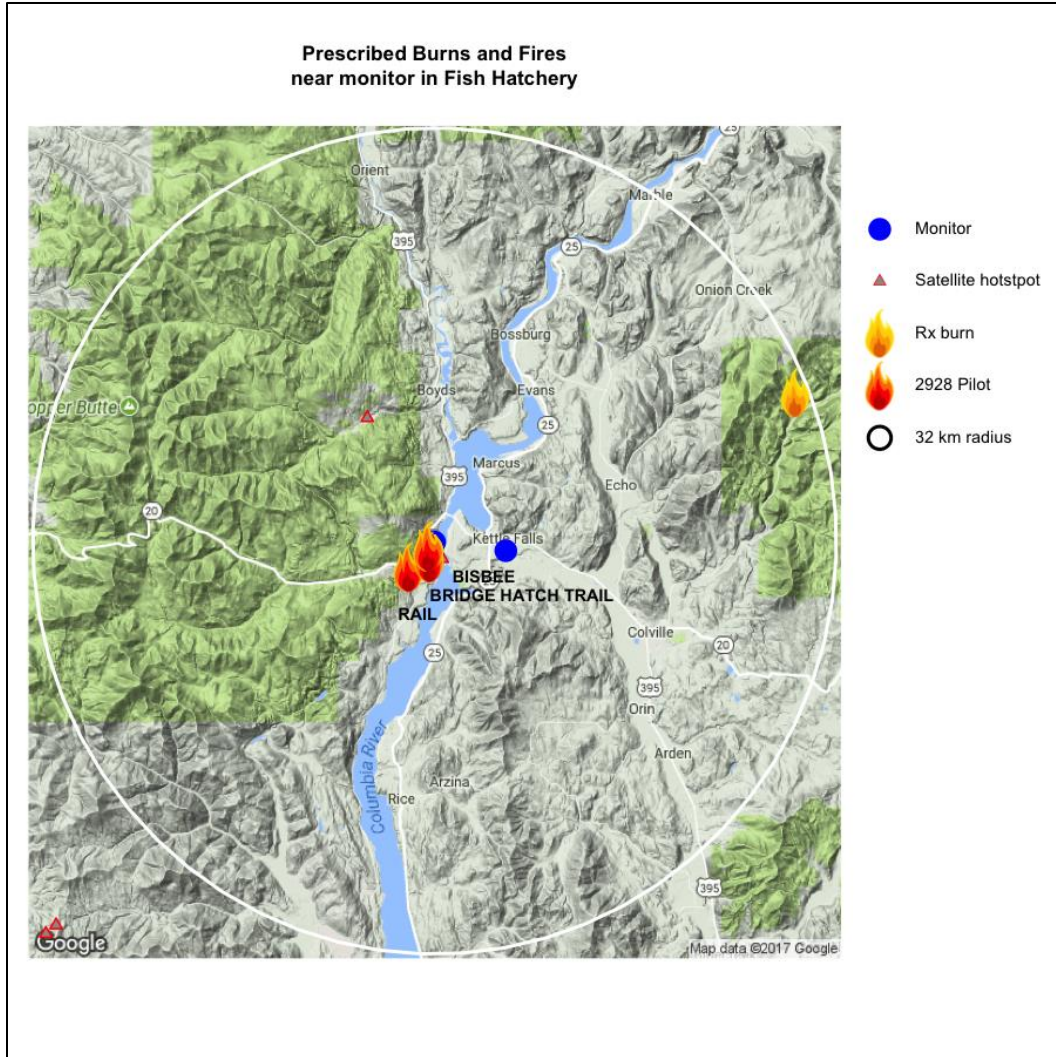 Prescribed Burns and Fires
near monitor in Fish Hatchery
25
Orient
Marble
395
25
Onion Creek
Bossburg
Boyds
Evans
opper Butte
25
Marcus
395
Echo
20
Kettle Falls
BISBEE
BRIDGE HATCH TRAIL
RAIL
Colville
20
25
395
Orin
Columbia River
Arden
Arzina
Rice
395
Google
Map data ©2017 Google
Monitor
Satellite hotstpot
Rx burn
2928 Pilot
32 km radius